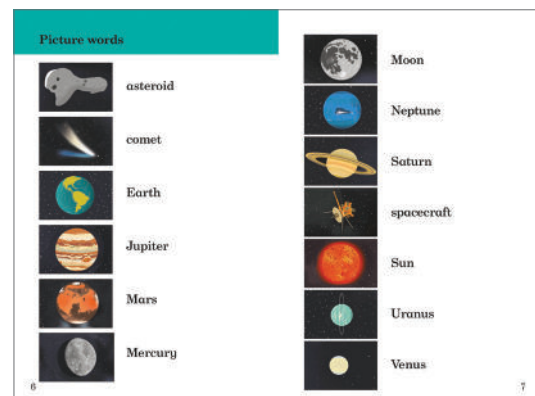 Picture words
asteroid
comet
Earth
Jupiter
Mars
Mercury
6
Moon
Neptune
Saturn
spacecraft
Sun
Uranus
Venus
7